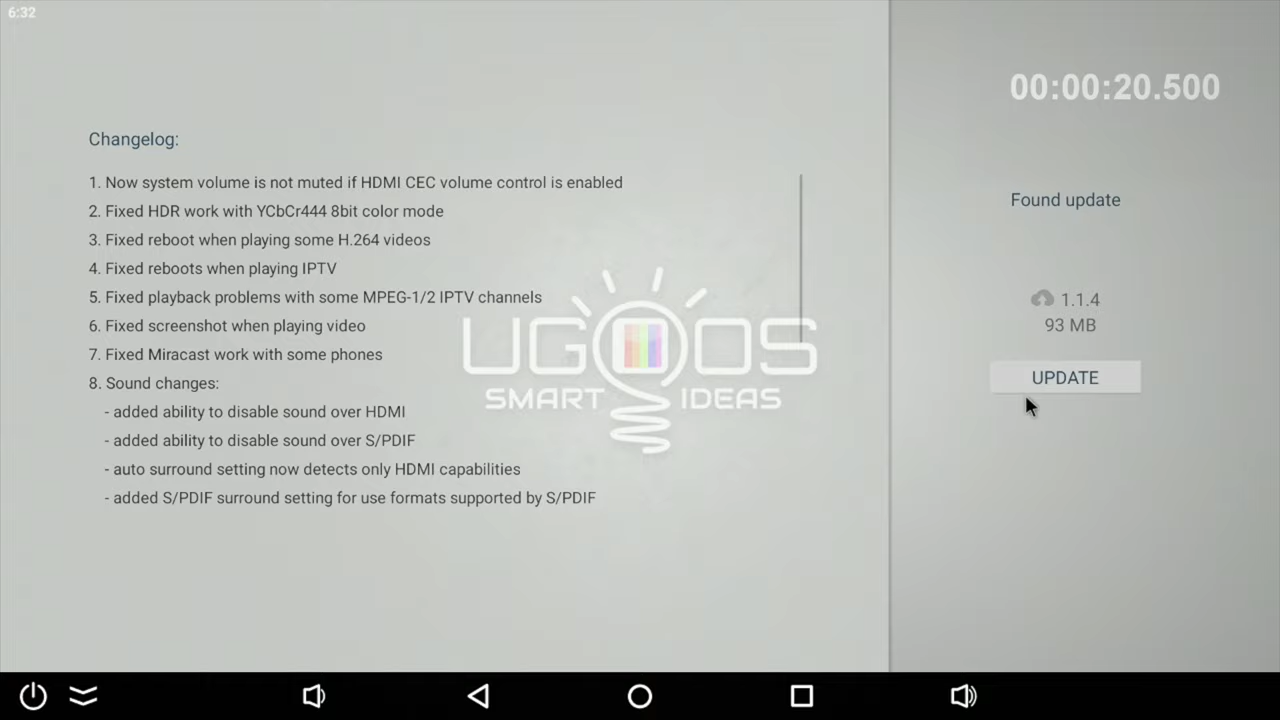 6:32
00:00:20.500
Changelog:
1. Now system volume is not muted if HDMI CEC volume control is enabled
2. Fixed HDR work with YCbCr444 8bit color mode
3. Fixed reboot when playing some H.264 videos
4. Fixed reboots when playing IPTV
5. Fixed playback problems with some MPEG-1/2 IPTV channels
6. Fixed screenshot when playing video
7. Fixed Miracast work with some phones
8. Sound changes:
- added ability to disable sound over HDMI
- added ability to disable sound over S/PDIF
- auto surround setting now detects only HDMI capabilities
- added S/PDIF surround setting for use formats supported by S/PDIF
UGOOS
SMART IDEAS
Found update
1.1.4
93 MB
UPDATE